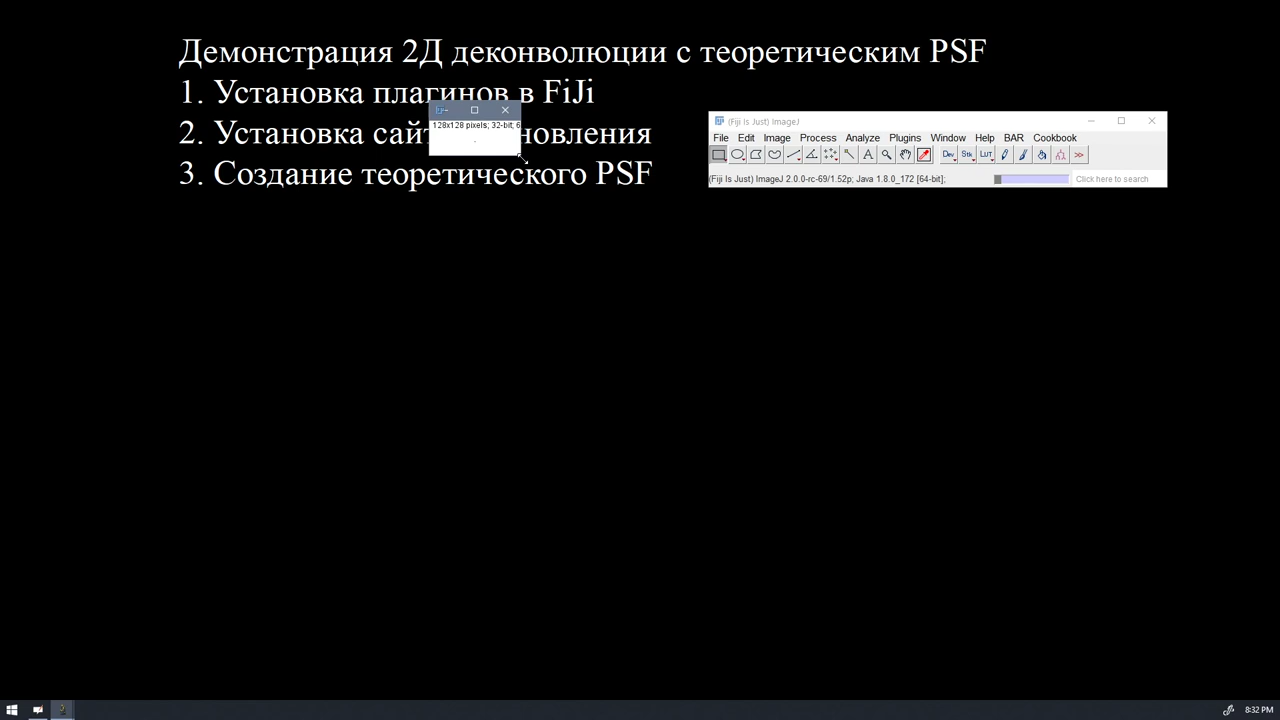 Демонстрация 2Д деконволюции с теоретическим PSF
1. Установка плагинов в FiJi
128x128 pixels; 32-bit; 6
2. Установка новления
3. Создание теоретического PSF
(Fiji Is Just) ImageJ
File Edit Image Process Analyze Plugins Window Help BAR Cookbook
A Dev Stk LUT >>
(Fiji Is Just) ImageJ 2.0.0-rc-69/1.52p; Java 1.8.0_172 [64-bit];
Click here to search
8:32 PM